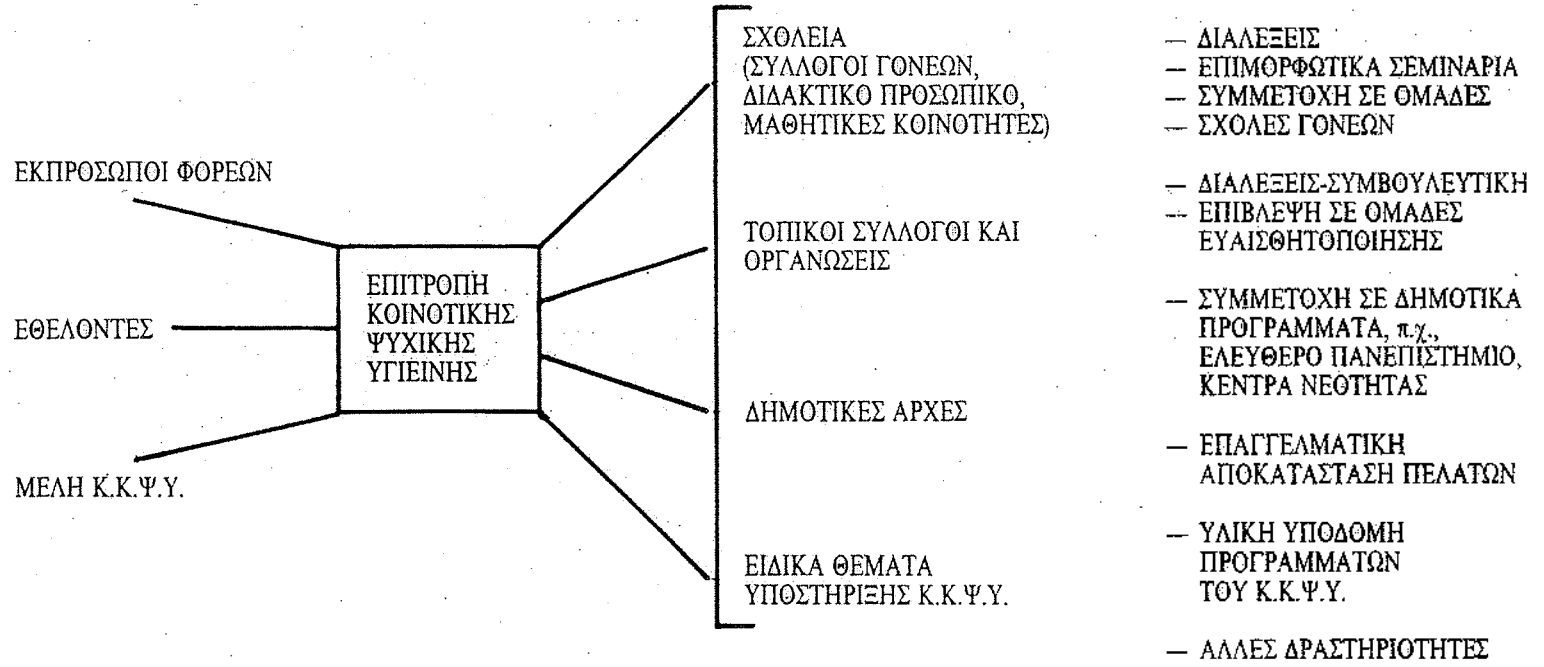 ΕΚΠΡΟΣΩΠΟΙ ΦΟΡΕΩΝ
ΕΘΕΛΟΝΤΕΣ
ΜΕΛΗ Κ.Κ.Ψ.Υ.
ΕΠΙΤΡΟΠΗ
ΚΟΙΝΟΤΙΚΗΣ
ΨΥΧΙΚΗΣ
ΥΓΙΕΙΝΗΣ
ΣΧΟΛΕΙΑ
(ΣΥΛΛΟΓΟΙ ΓΟΝΕΩΝ,
ΔΙΔΑΚΤΙΚΟ ΠΡΟΣΩΠΙΚΟ,
ΜΑΘΗΤΙΚΕΣ ΚΟΙΝΟΤΗΤΕΣ)
ΤΟΠΙΚΟΙ ΣΥΛΛΟΓΟΙ ΚΑΙ
ΟΡΓΑΝΩΣΕΙΣ
ΔΗΜΟΤΙΚΕΣ ΑΡΧΕΣ
ΕΙΔΙΚΑ ΘΕΜΑΤΑ
ΥΠΟΣΤΗΡΙΞΗΣ Κ.Κ.Ψ.Υ.
— ΔΙΑΛΕΞΕΙΣ
— ΕΠΙΜΟΡΦΩΤΙΚΑ ΣΕΜΙΝΑΡΙΑ
— ΣΥΜΜΕΤΟΧΗ ΣΕ ΟΜΑΔΕΣ
— ΣΧΟΛΕΣ ΓΟΝΕΩΝ
— ΔΙΑΛΕΞΕΙΣ-ΣΥΜΒΟΥΛΕΥΤΙΚΗ
— ΕΠΙΒΛΕΨΗ ΣΕ ΟΜΑΔΕΣ
ΕΥΑΙΣΘΗΤΟΠΟΙΗΣΗΣ
— ΣΥΜΜΕΤΟΧΗ ΣΕ ΔΗΜΟΤΙΚΑ
ΠΡΟΓΡΑΜΜΑΤΑ, π.χ.,
ΕΛΕΥΘΕΡΟ ΠΑΝΕΠΙΣΤΗΜΙΟ,
ΚΕΝΤΡΑ ΝΕΟΤΗΤΑΣ
— ΕΠΑΓΓΕΛΜΑΤΙΚΗ
ΑΠΟΚΑΤΑΣΤΑΣΗ ΠΕΛΑΤΩΝ
— ΥΛΙΚΗ ΥΠΟΔΟΜΗ
ΠΡΟΓΡΑΜΜΑΤΩΝ
ΤΟΥ Κ.Κ.Ψ.Υ.
— ΑΛΛΕΣ ΔΡΑΣΤΗΡΙΟΤΗΤΕΣ